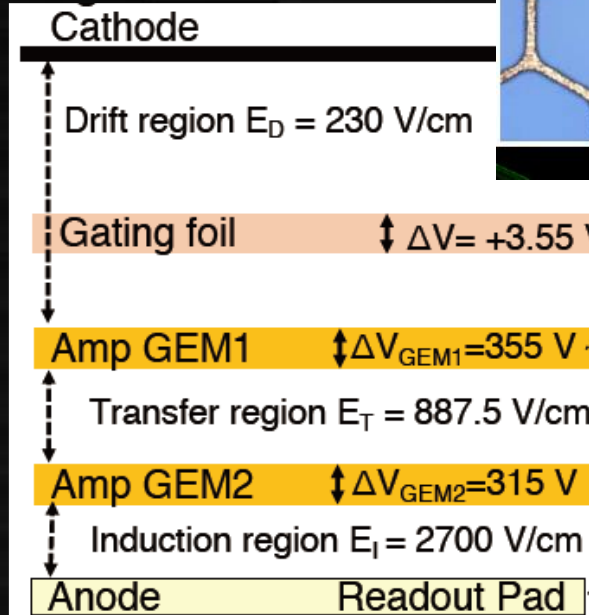 Cathode
Drift region E_D = 230 V/cm
Gating foil ΔV= +3.55 V
Amp GEM1 ΔV_GEM1=355 V
Transfer region E_T = 887.5 V/cm
Amp GEM2 ΔV_GEM2=315 V
Induction region E_I = 2700 V/cm
Anode Readout Pad